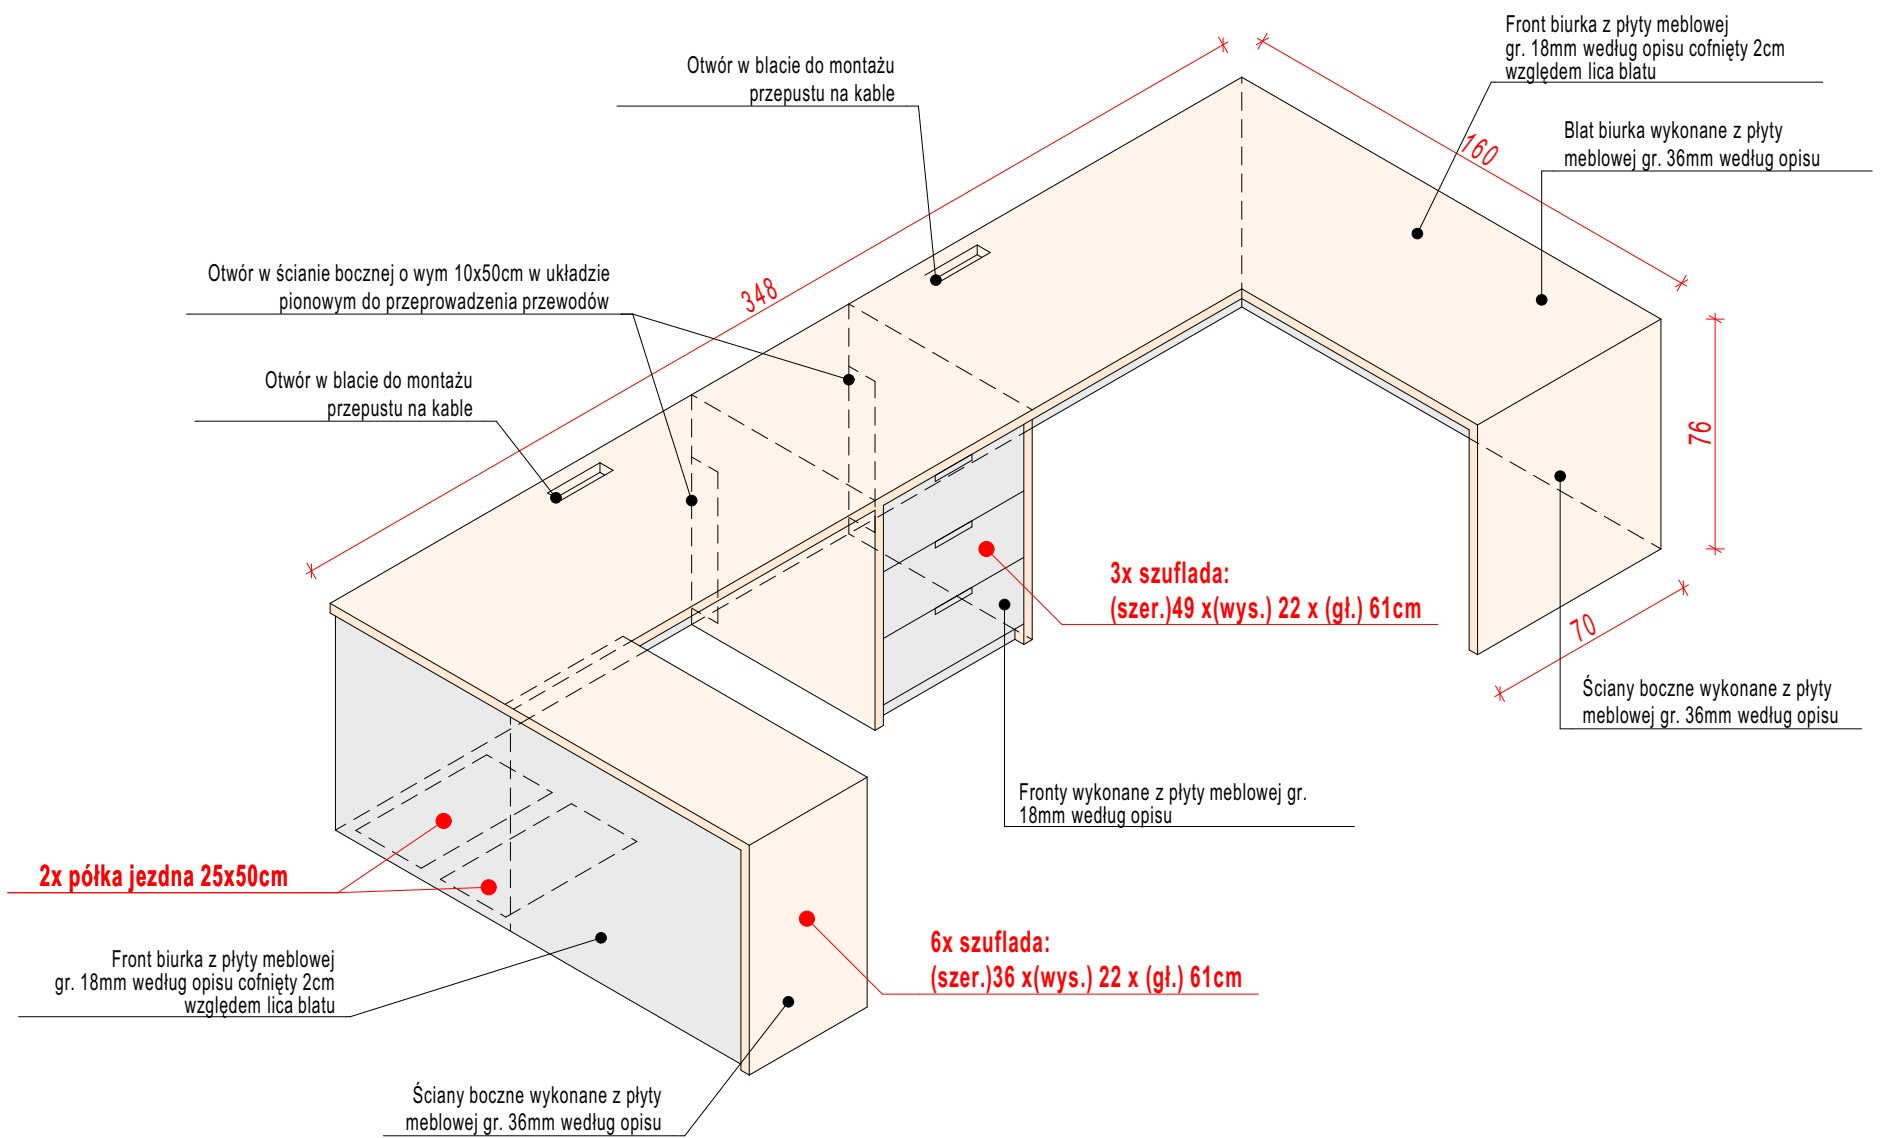 Front biurka z płyty meblowej
gr. 18mm według opisu cofnięty 2cm
względem lica blatu
Otwór w blacie do montażu
przepustu na kable
Blat biurka wykonane z płyty
meblowej gr. 36mm według opisu
160
Otwór w ścianie bocznej o wym 10x50cm w układzie
pionowym do przeprowadzenia przewodów
348
Otwór w blacie do montażu
przepustu na kable
76
3x szuflada:
(szer.)49 x(wys.) 22 x (gł.) 61cm
70
Ściany boczne wykonane z płyty
meblowej gr. 36mm według opisu
Fronty wykonane z płyty meblowej gr.
18mm według opisu
2x półka jezdna 25x50cm
6x szuflada:
(szer.)36 x(wys.) 22 x (gł.) 61cm
Front biurka z płyty meblowej
gr. 18mm według opisu cofnięty 2cm
względem lica blatu
Ściany boczne wykonane z płyty
meblowej gr. 36mm według opisu